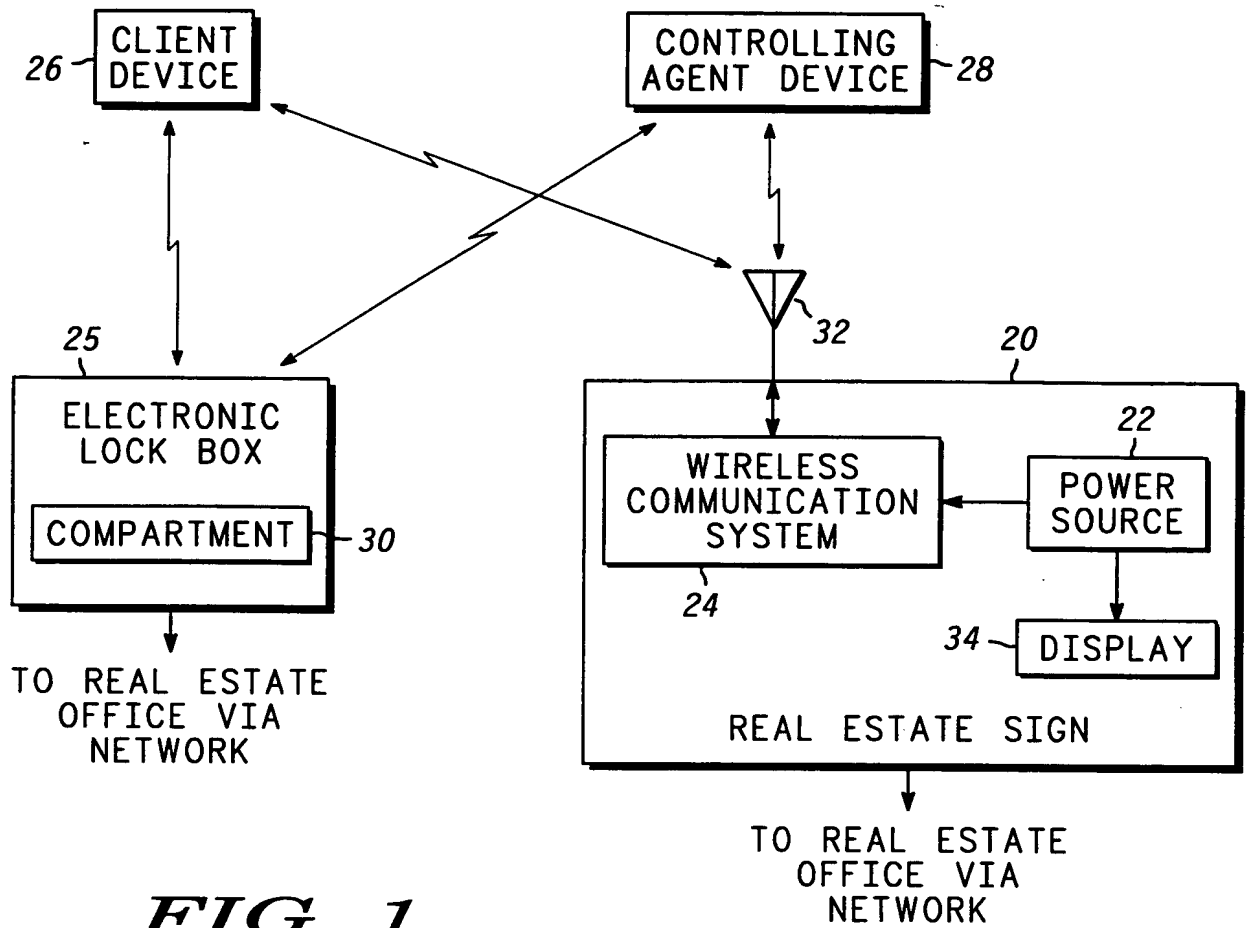 CLIENT
DEVICE
26
CONTROLLING
AGENT DEVICE
28
32
25
ELECTRONIC
LOCK BOX
COMPARTMENT
30
TO REAL ESTATE
OFFICE VIA
NETWORK
20
WIRELESS
COMMUNICATION
SYSTEM
24
22
POWER
SOURCE
34
DISPLAY
REAL ESTATE SIGN
TO REAL ESTATE
OFFICE VIA
NETWORK
FIG. 1